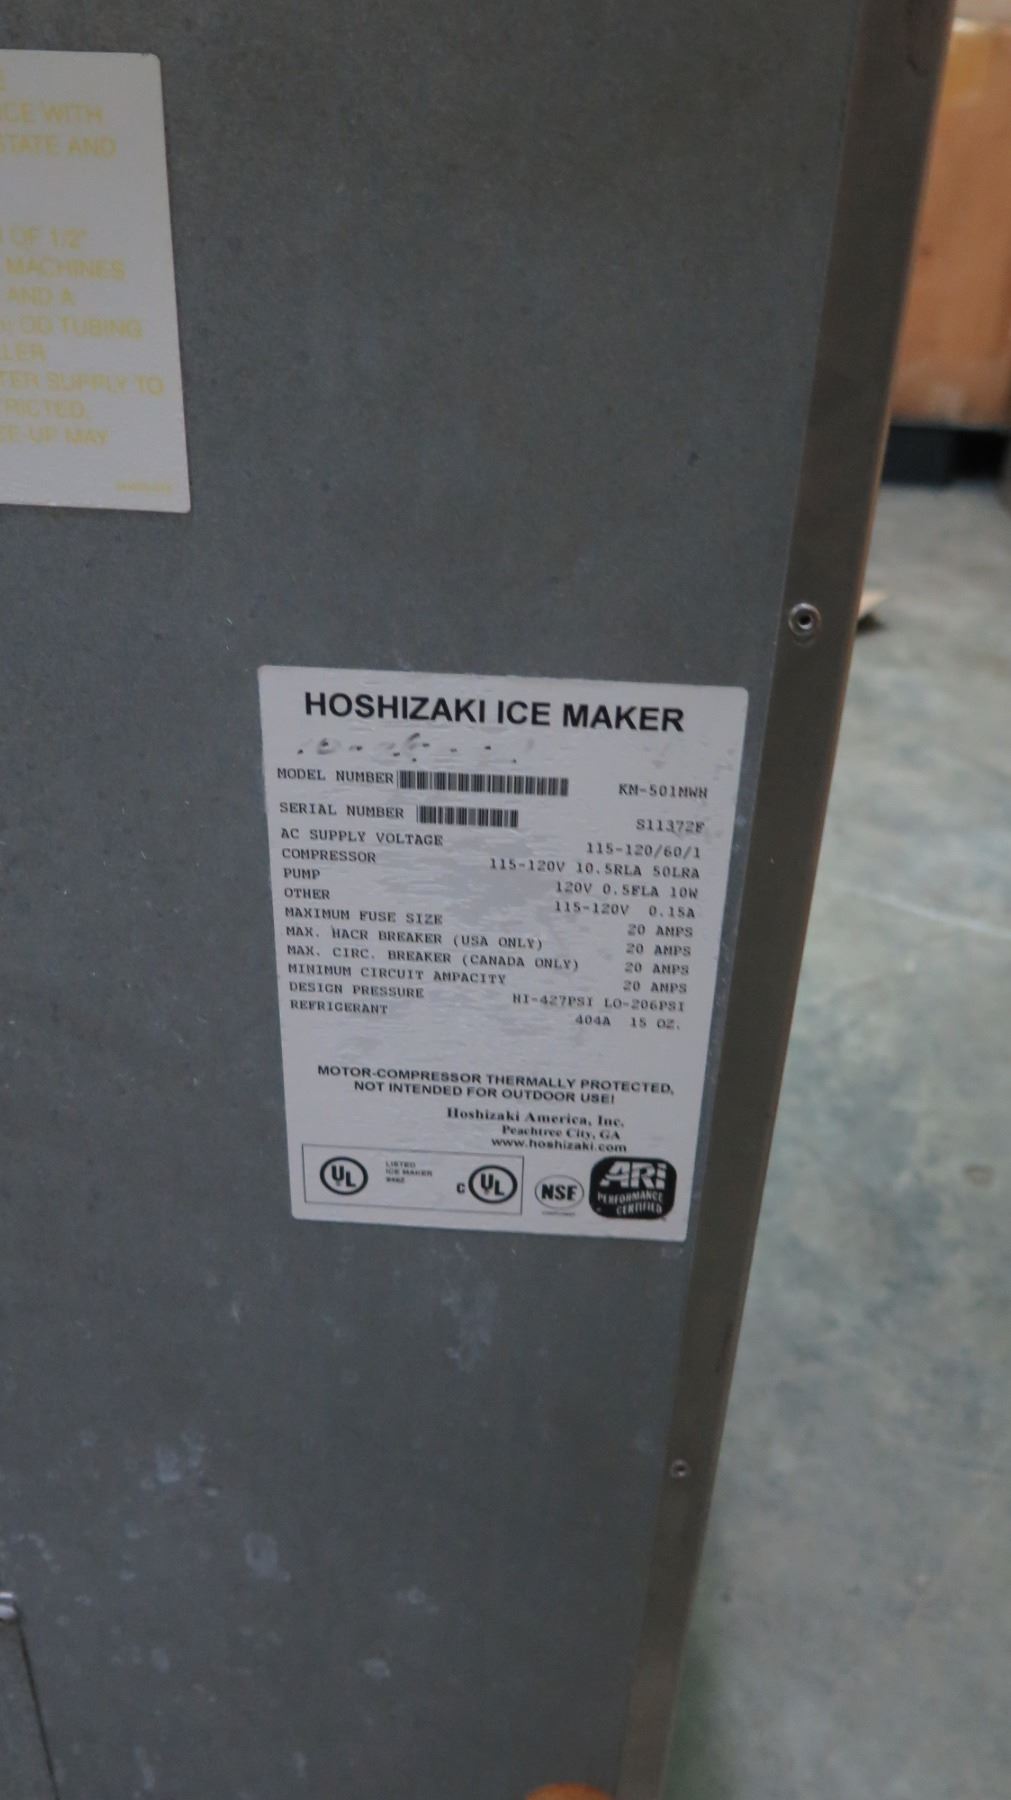 ICE WITH
STATE AND
OF 1/2"
MACHINES
AND A
OD TUBING
LLER
TER SUPPLY TO
RICTED,
EE-UP MAY
HOSHIZAKI ICE MAKER
MODEL NUMBER KM-501MWH
SERIAL NUMBER S11372F
AC SUPPLY VOLTAGE 115-120/60/1
COMPRESSOR 115-120V 10.5RLA 50LRA
PUMP 120V 0.5FLA 10W
OTHER 115-120V 0.15A
MAXIMUM FUSE SIZE 20 AMPS
MAX. HACR BREAKER (USA ONLY) 20 AMPS
MAX. CIRC. BREAKER (CANADA ONLY) 20 AMPS
MINIMUM CIRCUIT AMPACITY 20 AMPS
DESIGN PRESSURE HI-427PSI LO-206PSI
REFRIGERANT 404A 15 OZ.
MOTOR-COMPRESSOR THERMALLY PROTECTED,
NOT INTENDED FOR OUTDOOR USE!
Hoshizaki America, Inc.
Peachtree City, GA
www.hoshizaki.com
UL
LISTED
ICE MAKER
C UL
NSF
ARI
PERFORMANCE
CERTIFIED